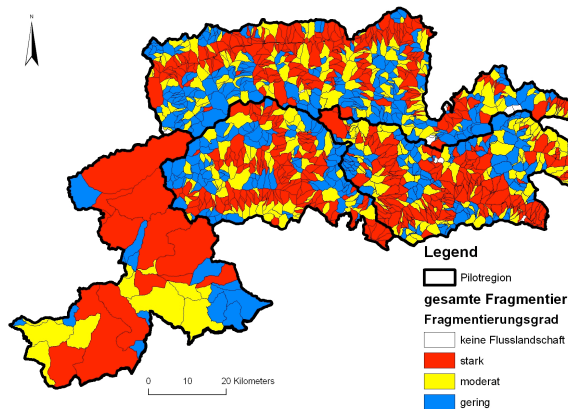 N
Legend
Pilotregion
gesamte Fragmentier
Fragmentierungsgrad
keine Flusslandschaft
stark
moderat
gering
0 10 20 Kilometers